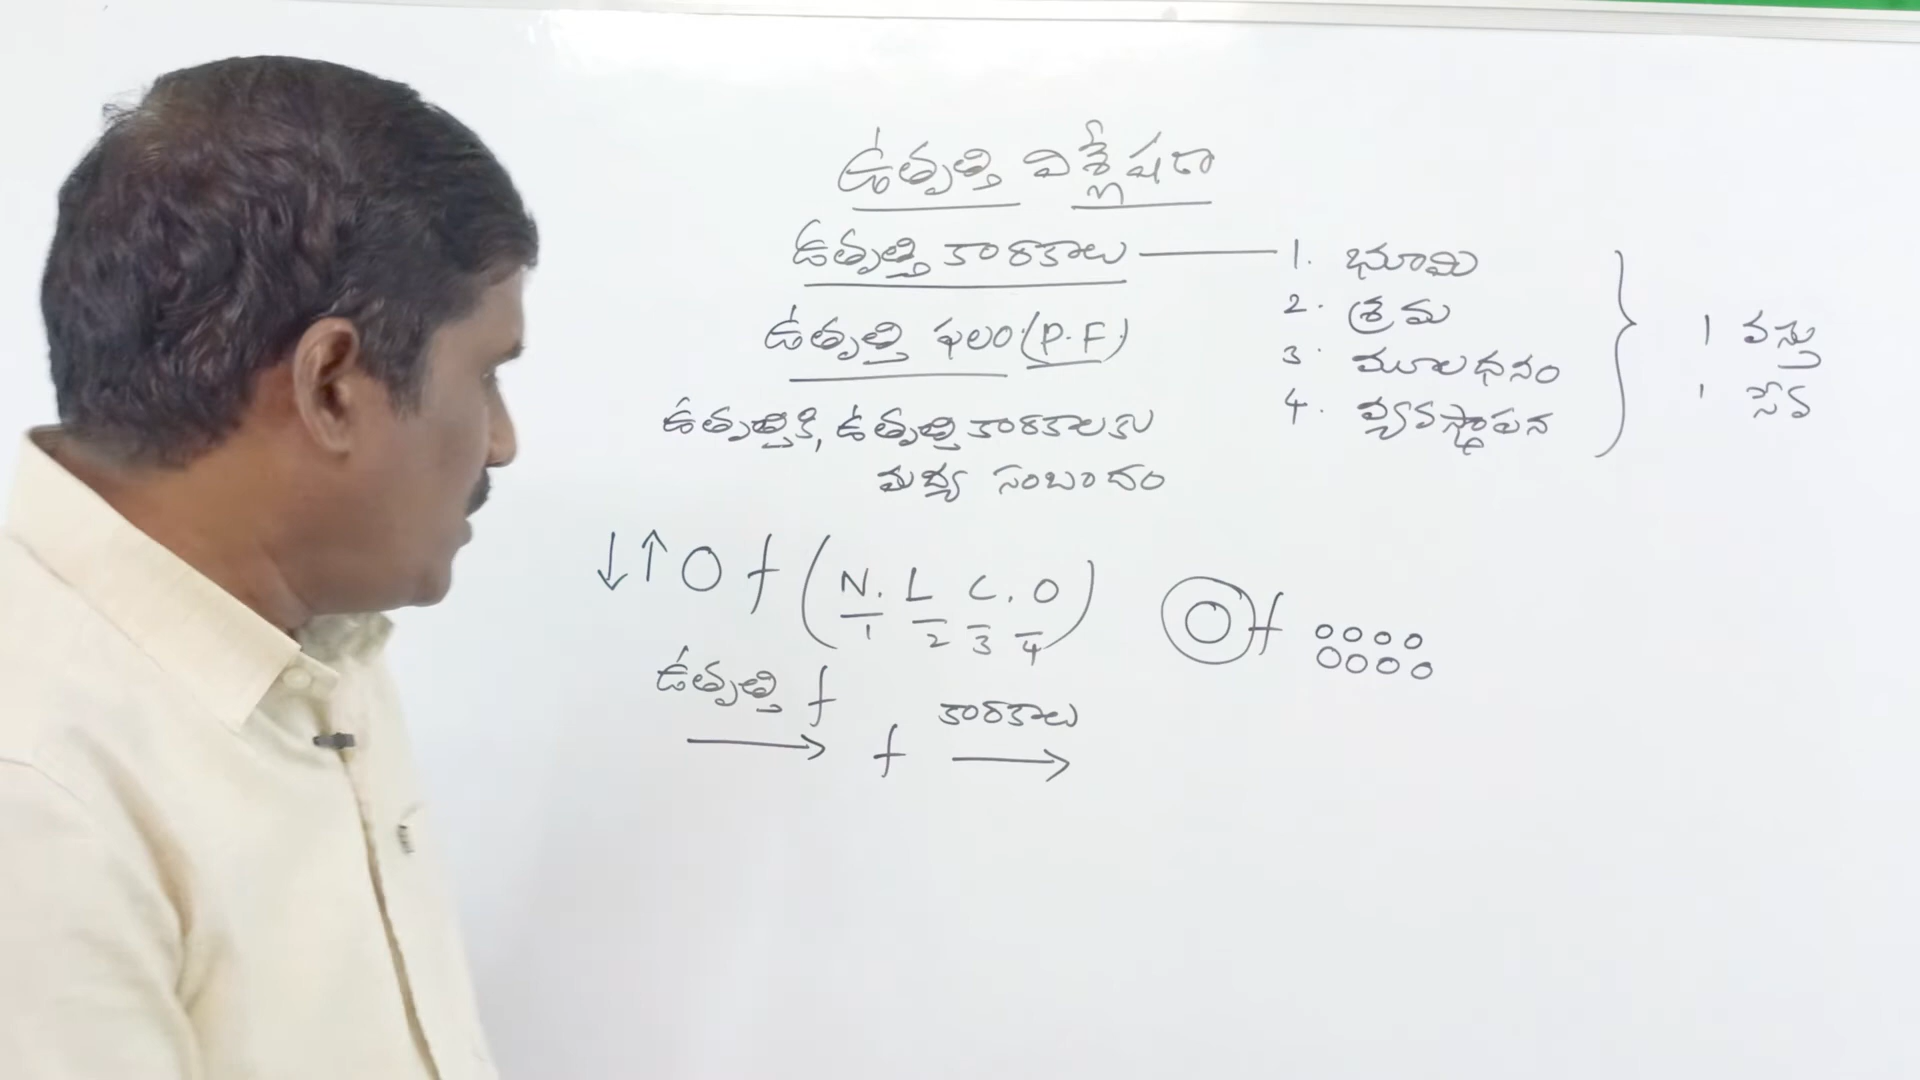 ఉత్పత్తి విశ్లేషణ
ఉత్పత్తి కారకాలు — 1. భూమి
2. శ్రమ
3. మూలధనం
4. వ్యవస్థాపన
1 వస్తు
1 సేవ
ఉత్పత్తి ఫలం (P.F)
ఉత్పత్తికి, ఉత్పత్తి కారకాలకు
మధ్య సంబంధం
↓↑ O f (N. L C. O)
1 2 3 4
O f
ఉత్పత్తి f కారకాలు
→ f →